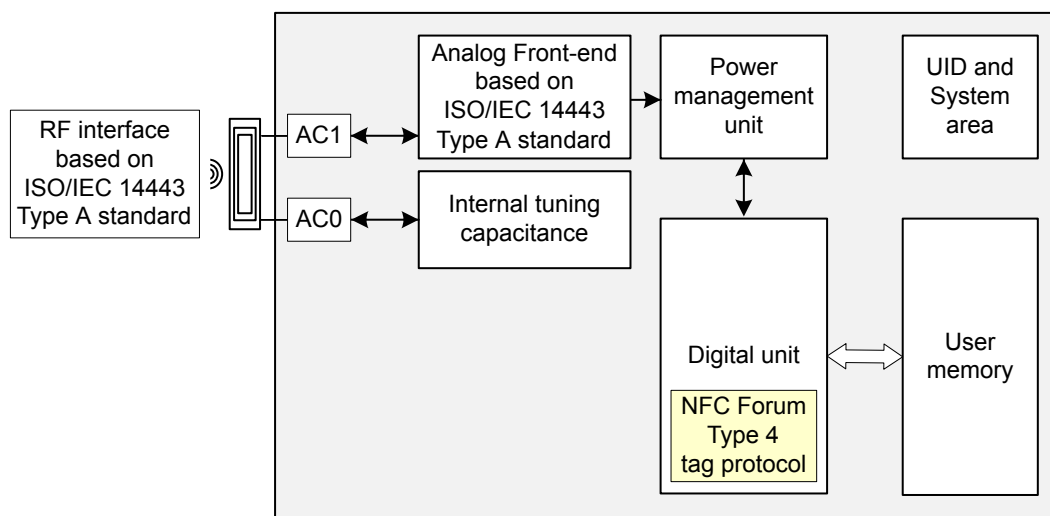 RF interface
based on
ISO/IEC 14443
Type A standard
AC1
AC0
Analog Front-end
based on
ISO/IEC 14443
Type A standard
Internal tuning
capacitance
Power
management
unit
Digital unit
NFC Forum
Type 4
tag protocol
UID and
System
area
User
memory